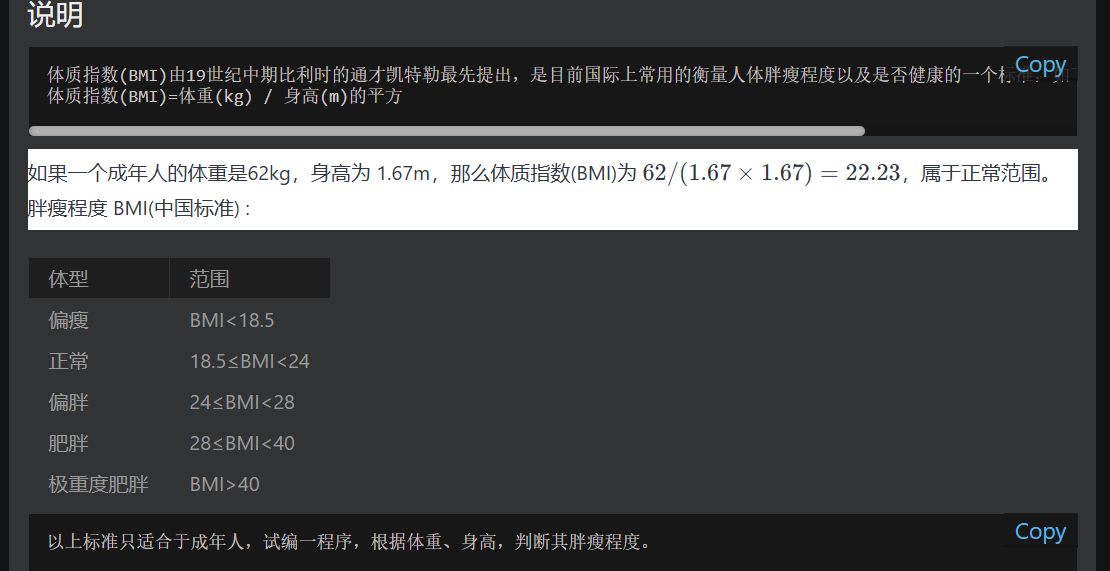 说明
Copy
体质指数(BMI)由19世纪中期比利时的通才凯特勒最先提出，是目前国际上常用的衡量人体胖瘦程度以及是否健康的一个标准，如
体质指数(BMI)=体重(kg) / 身高(m)的平方
如果一个成年人的体重是62kg，身高为 1.67m，那么体质指数(BMI)为 62/(1.67 × 1.67) = 22.23，属于正常范围。
胖瘦程度 BMI(中国标准)：
体型 范围
偏瘦 BMI<18.5
正常 18.5≤BMI<24
偏胖 24≤BMI<28
肥胖 28≤BMI<40
极重度肥胖 BMI>40
Copy
以上标准只适合于成年人，试编一程序，根据体重、身高，判断其胖瘦程度。